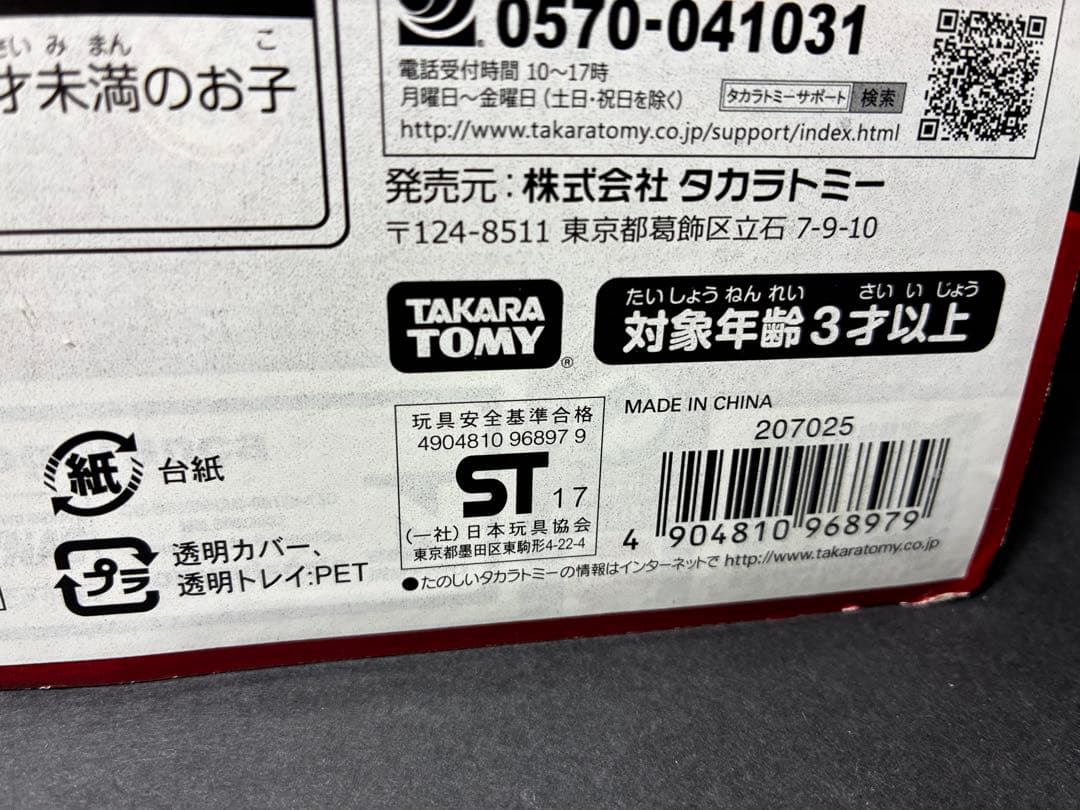 さい み まん こ
才未満のお子
0570-041031
電話受付時間 10〜17時
月曜日〜金曜日 (土日・祝日を除く)
タカラトミーサポート 検索
http://www.takaratomy.co.jp/support/index.html
発売元:株式会社 タカラトミー
〒124-8511 東京都葛飾区立石 7-9-10
TAKARA
TOMY
®
たい しょう ねん れい さい い じょう
対象年齢3才以上
紙 台紙
プラ 透明カバー、
透明トレイ:PET
玩具安全基準合格
4904810 96897 9
ST 17
(一社)日本玩具協会
東京都墨田区東駒形4-22-4
MADE IN CHINA
207025
4 904810 968979
●たのしいタカラトミーの情報はインターネットで http://www.takaratomy.co.jp